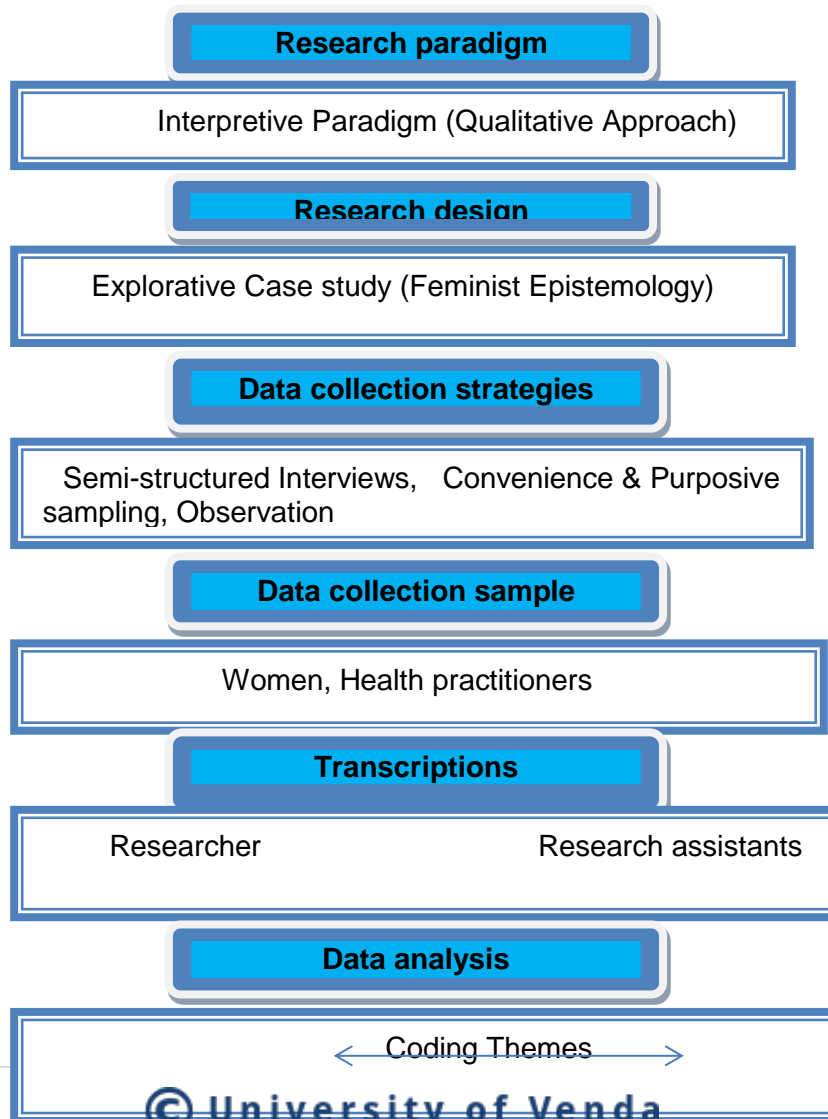 Research paradigm
Interpretive Paradigm (Qualitative Approach)
Research design
Explorative Case study (Feminist Epistemology)
Data collection strategies
Semi-structured Interviews,   Convenience & Purposive
sampling, Observation
Data collection sample
Women, Health practitioners
Transcriptions
Researcher Research assistants
Data analysis
Coding Themes
© University of Venda